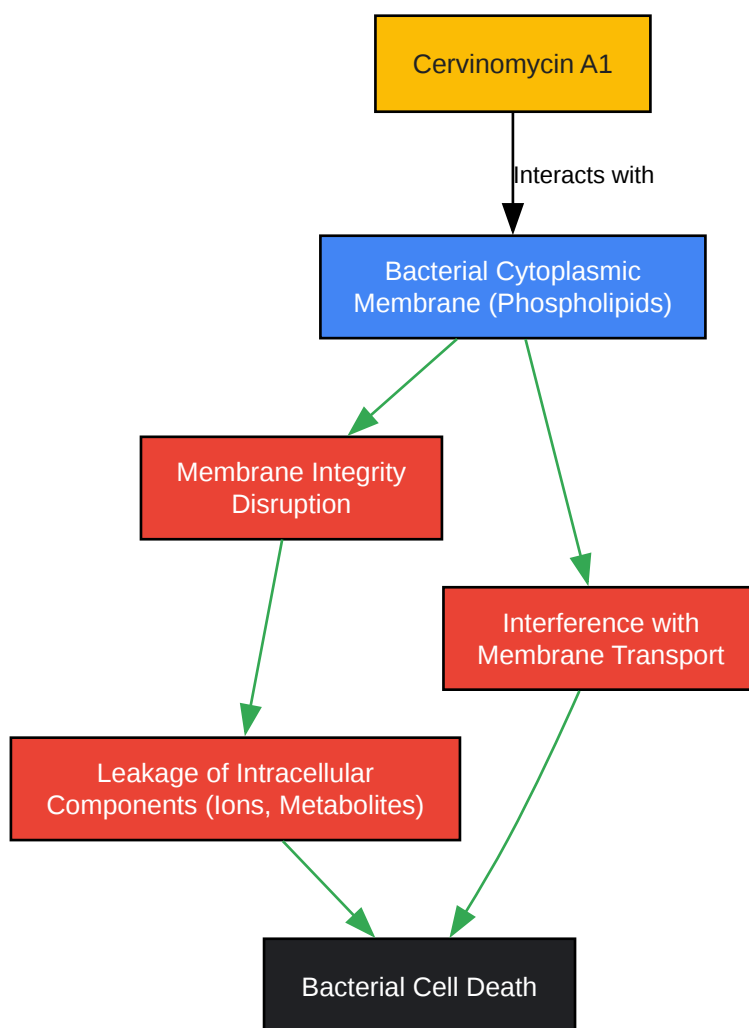 Cervinomycin A1
Interacts with
Bacterial Cytoplasmic
Membrane (Phospholipids)
Membrane Integrity
Disruption
Interference with
Membrane Transport
Leakage of Intracellular
Components (Ions, Metabolites)
Bacterial Cell Death